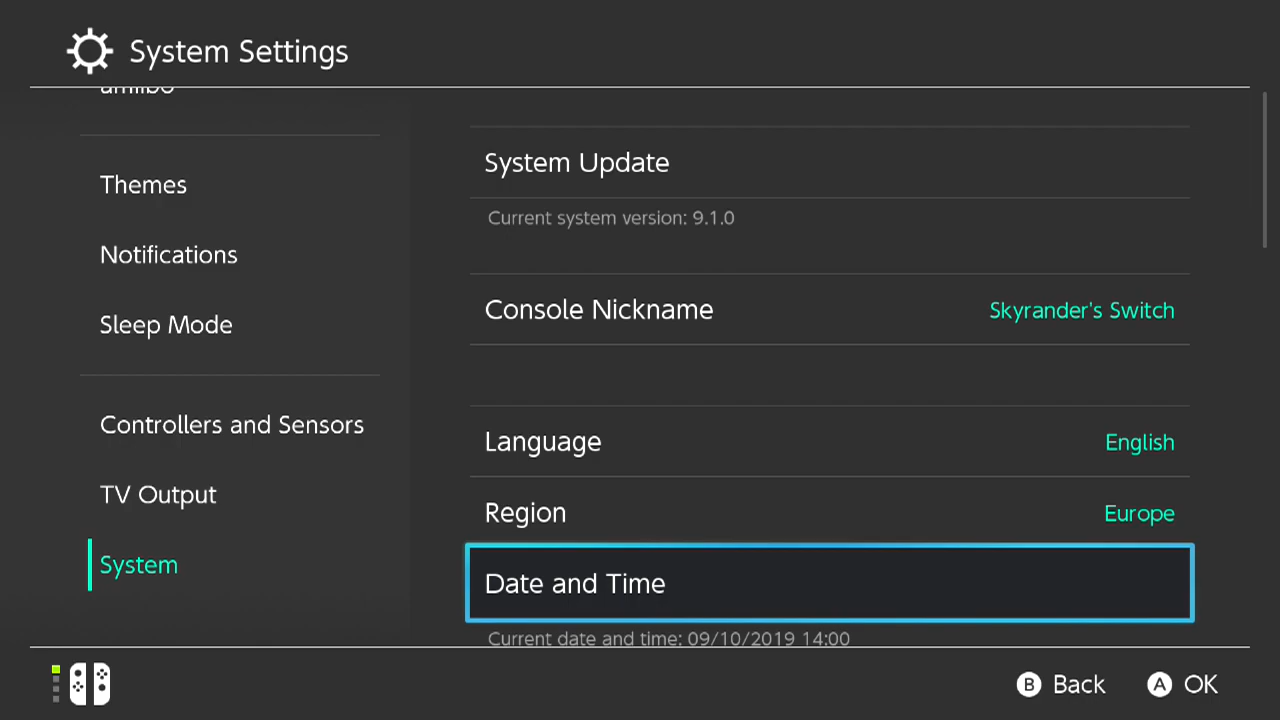 System Settings
amiibo
Themes
Notifications
Sleep Mode
Controllers and Sensors
TV Output
System
System Update
Current system version: 9.1.0
Console Nickname Skyrander's Switch
Language English
Region Europe
Date and Time
Current date and time: 09/10/2019 14:00
B Back A OK